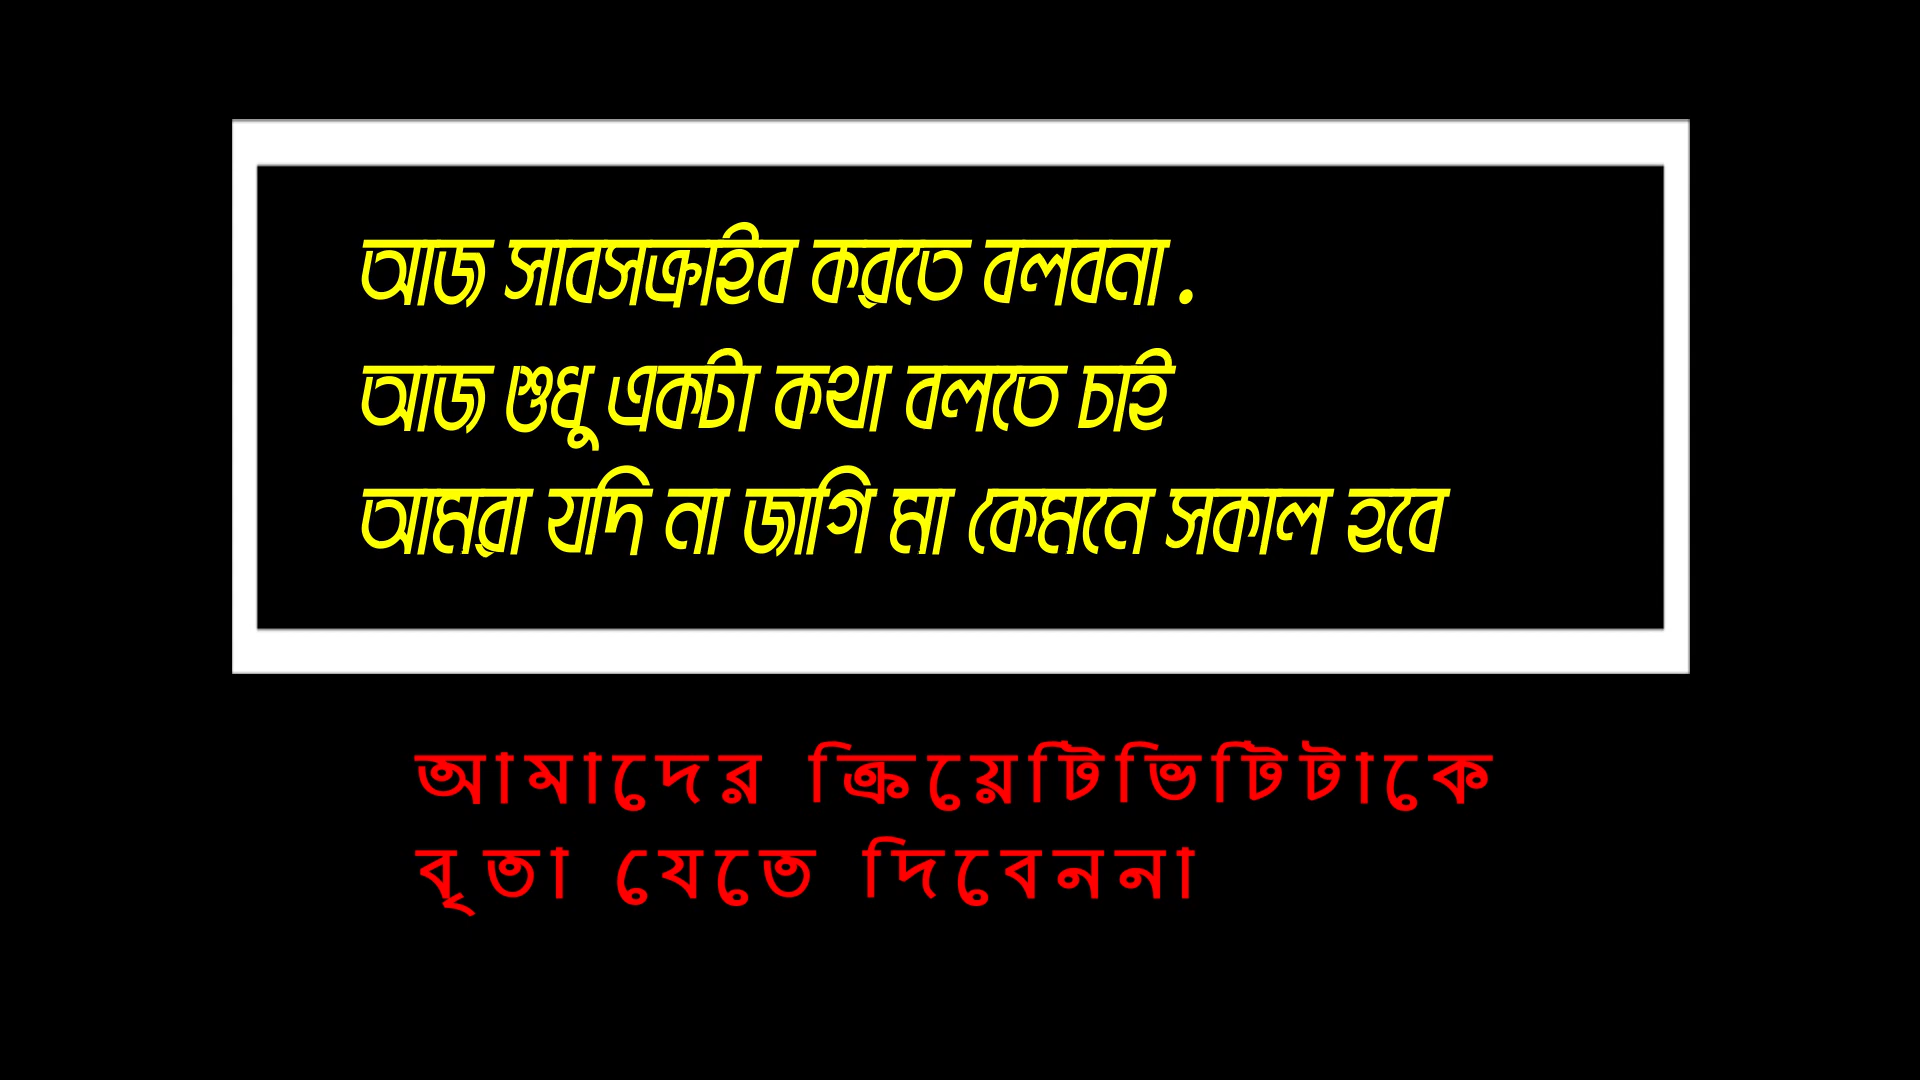 আজ সাবসক্রাইব করতে বলবনা .
আজ শুধু একটা কথা বলতে চাই
আমরা যদি না জাগি মা কেমনে সকাল হবে
আমাদের ক্রিয়েটিভিটিটাকে
বৃতা যেতে দিবেননা